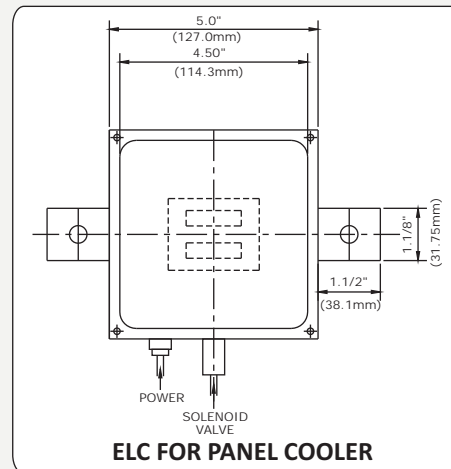 5.0"
(127.0mm)
4.50"
(114.3mm)
1.1/8"
(31.75mm)
1.1/2"
(38.1mm)
POWER
SOLENOID
VALVE
ELC FOR PANEL COOLER